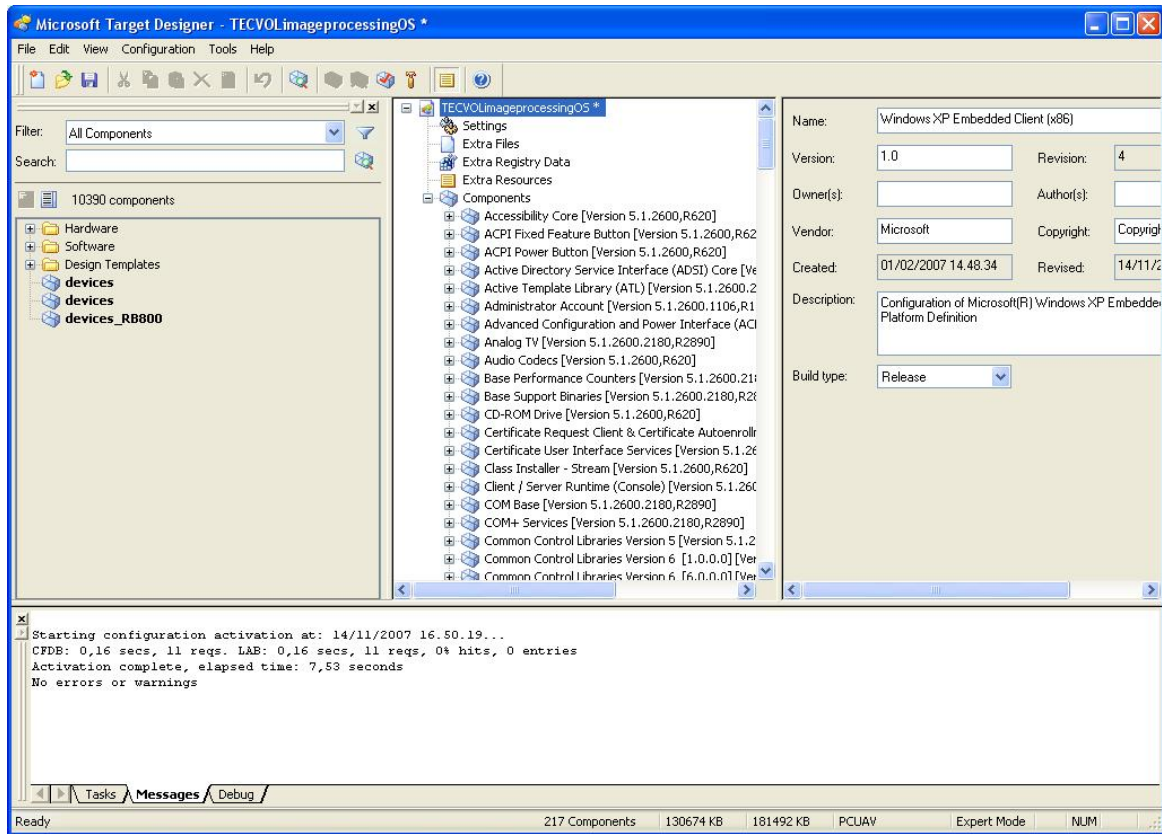 Microsoft Target Designer - TECVOLimageprocessingOS *
File Edit View Configuration Tools Help
Filter: All Components
Search:
10390 components
Hardware
Software
Design Templates
devices
devices
devices_RB800
TECVOLimageprocessingOS *
Settings
Extra Files
Extra Registry Data
Extra Resources
Components
Accessibility Core [Version 5.1.2600,R620]
ACPI Fixed Feature Button [Version 5.1.2600,R62
ACPI Power Button [Version 5.1.2600,R620]
Active Directory Service Interface (ADSI) Core [Ve
Active Template Library (ATL) [Version 5.1.2600.2
Administrator Account [Version 5.1.2600.1106,R1
Advanced Configuration and Power Interface (ACI
Analog TV [Version 5.1.2600.2180,R2890]
Audio Codecs [Version 5.1.2600,R620]
Base Performance Counters [Version 5.1.2600.218
Base Support Binaries [Version 5.1.2600.2180,R28
CD-ROM Drive [Version 5.1.2600,R620]
Certificate Request Client & Certificate Autoenrollr
Certificate User Interface Services [Version 5.1.26
Class Installer - Stream [Version 5.1.2600,R620]
Client / Server Runtime (Console) [Version 5.1.260
COM Base [Version 5.1.2600.2180,R2890]
COM+ Services [Version 5.1.2600.2180,R2890]
Common Control Libraries Version 5 [Version 5.1.2
Common Control Libraries Version 6 [1.0.0.0] [Ver
Common Control Libraries Version 6 [6.0.0.0] [Ver
Name: Windows XP Embedded Client (x86)
Version: 1.0 Revision: 4
Owner(s): Author(s):
Vendor: Microsoft Copyright: Copyrigh
Created: 01/02/2007 14.48.34 Revised: 14/11/2
Description: Configuration of Microsoft(R) Windows XP Embedde
Platform Definition
Build type: Release
Starting configuration activation at: 14/11/2007 16.50.19...
CFDB: 0,16 secs, 11 reqs. LAB: 0,16 secs, 11 reqs, 0% hits, 0 entries
Activation complete, elapsed time: 7,53 seconds
No errors or warnings
Tasks Messages Debug
Ready 217 Components 130674 KB 181492 KB PCUAV Expert Mode NUM